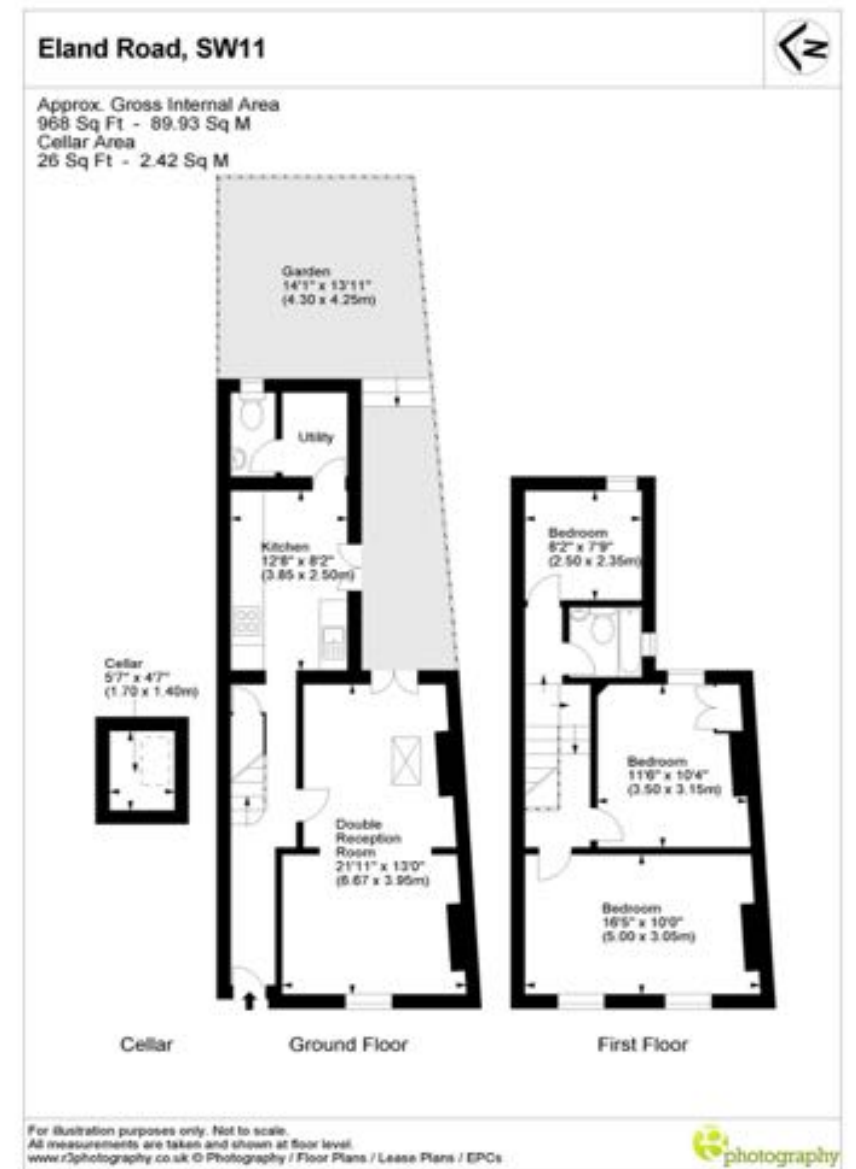 Eland Road, SW11
N
Approx. Gross Internal Area
968 Sq Ft - 89.93 Sq M
Cellar Area
26 Sq Ft - 2.42 Sq M
Garden
14'1" x 13'11"
(4.30 x 4.25m)
Utility
Kitchen
12'8" x 8'2"
(3.85 x 2.50m)
Bedroom
8'2" x 7'9"
(2.50 x 2.35m)
Cellar
5'7" x 4'7"
(1.70 x 1.40m)
Bedroom
11'6" x 10'4"
(3.50 x 3.15m)
Double
Reception
Room
21'11" x 13'0"
(6.67 x 3.95m)
Bedroom
16'5" x 10'0"
(5.00 x 3.05m)
Cellar
Ground Floor
First Floor
For illustration purposes only. Not to scale.
All measurements are taken and shown at floor level.
www.r3photography.co.uk © Photography / Floor Plans / Lease Plans / EPCs
r3photography